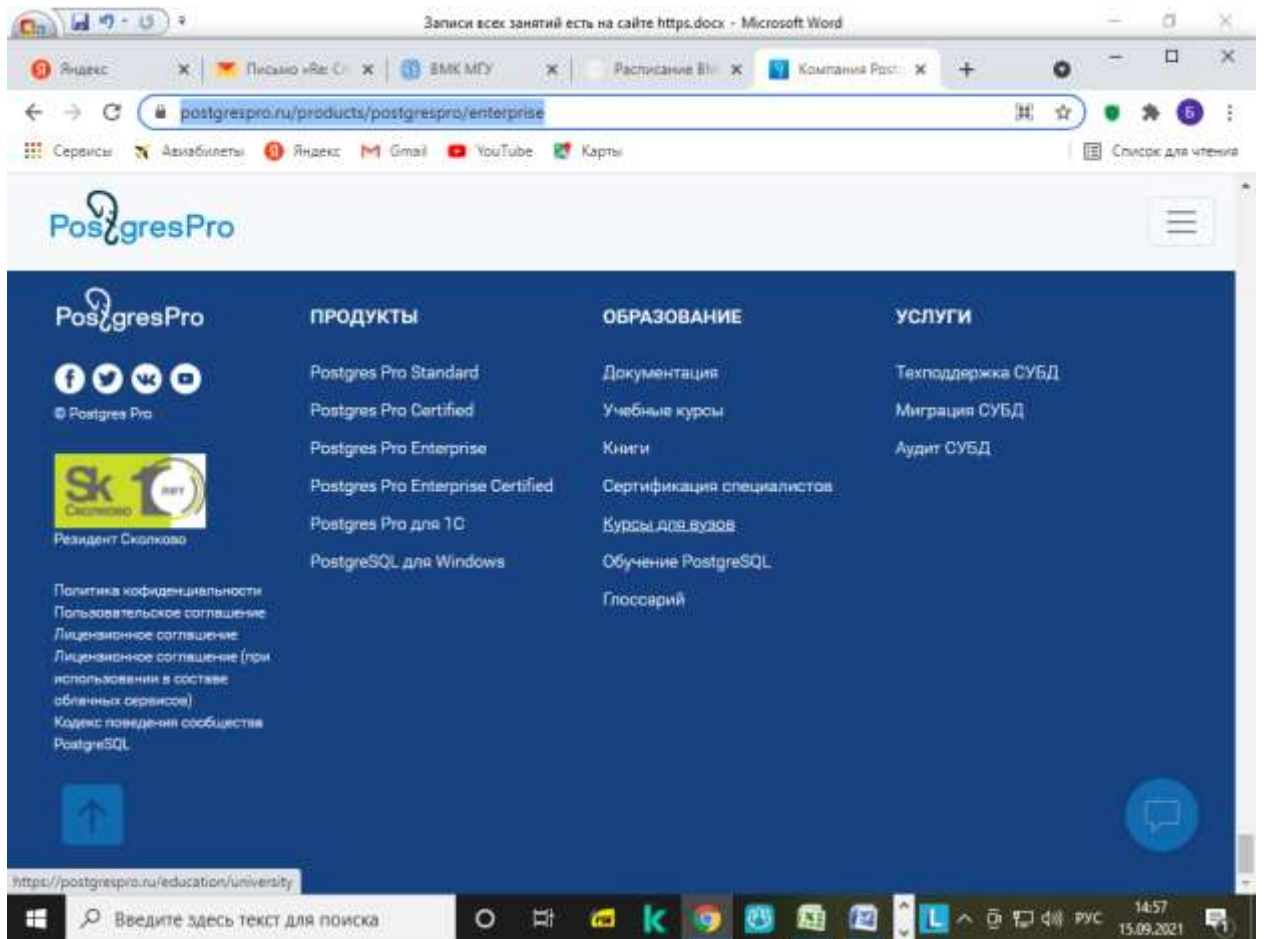 Записи всех занятий есть на сайте https.docx - Microsoft Word
Яндекс
Письмо «Re: С
ВМК МГУ
Расписание ВМ
Компания Post
postgrespro.ru/products/postgrespro/enterprise
Б
Сервисы
Авиабилеты
Яндекс
Gmail
YouTube
Карты
Список для чтения
PostgresPro
PostgresPro
© Postgres Pro
Sk
Сколково
10 лет
Резидент Сколково
Политика кофиденциальности
Пользовательское соглашение
Лицензионное соглашение
Лицензионное соглашение (при
использовании в составе
облачных сервисов)
Кодекс поведения сообщества
PostgreSQL
ПРОДУКТЫ
Postgres Pro Standard
Postgres Pro Certified
Postgres Pro Enterprise
Postgres Pro Enterprise Certified
Postgres Pro для 1С
PostgreSQL для Windows
ОБРАЗОВАНИЕ
Документация
Учебные курсы
Книги
Сертификация специалистов
Курсы для вузов
Обучение PostgreSQL
Глоссарий
УСЛУГИ
Техподдержка СУБД
Миграция СУБД
Аудит СУБД
https://postgrespro.ru/education/university
Введите здесь текст для поиска
L
РУС
14:57
15.09.2021